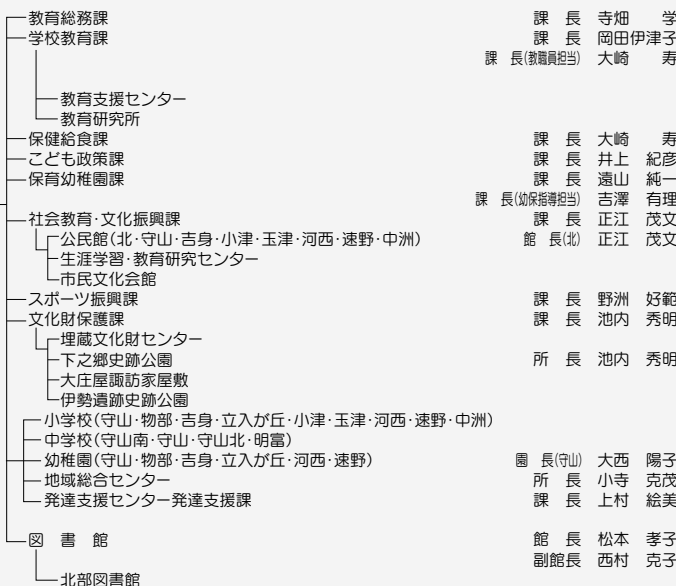 教育総務課 課 長 寺畑 学
学校教育課 課 長 岡田伊津子
課 長(教職員担当) 大崎 寿
教育支援センター
教育研究所
保健給食課 課 長 大崎 寿
こども政策課 課 長 井上 紀彦
保育幼稚園課 課 長 遠山 純一
課 長(幼保指導担当) 吉澤 有理
社会教育・文化振興課 課 長 正江 茂文
公民館(北・守山・吉身・小津・玉津・河西・速野・中洲) 館 長(北) 正江 茂文
生涯学習・教育研究センター
市民文化会館
スポーツ振興課 課 長 野洲 好範
文化財保護課 課 長 池内 秀明
埋蔵文化財センター
下之郷史跡公園 所 長 池内 秀明
大庄屋諏訪家屋敷
伊勢遺跡史跡公園
小学校(守山・物部・吉身・立入が丘・小津・玉津・河西・速野・中洲)
中学校(守山南・守山・守山北・明富)
幼稚園(守山・物部・吉身・立入が丘・河西・速野) 園 長(守山) 大西 陽子
地域総合センター 所 長 小寺 克茂
発達支援センター発達支援課 課 長 上村 絵美
図 書 館 館 長 松本 孝子
副館長 西村 克子
北部図書館